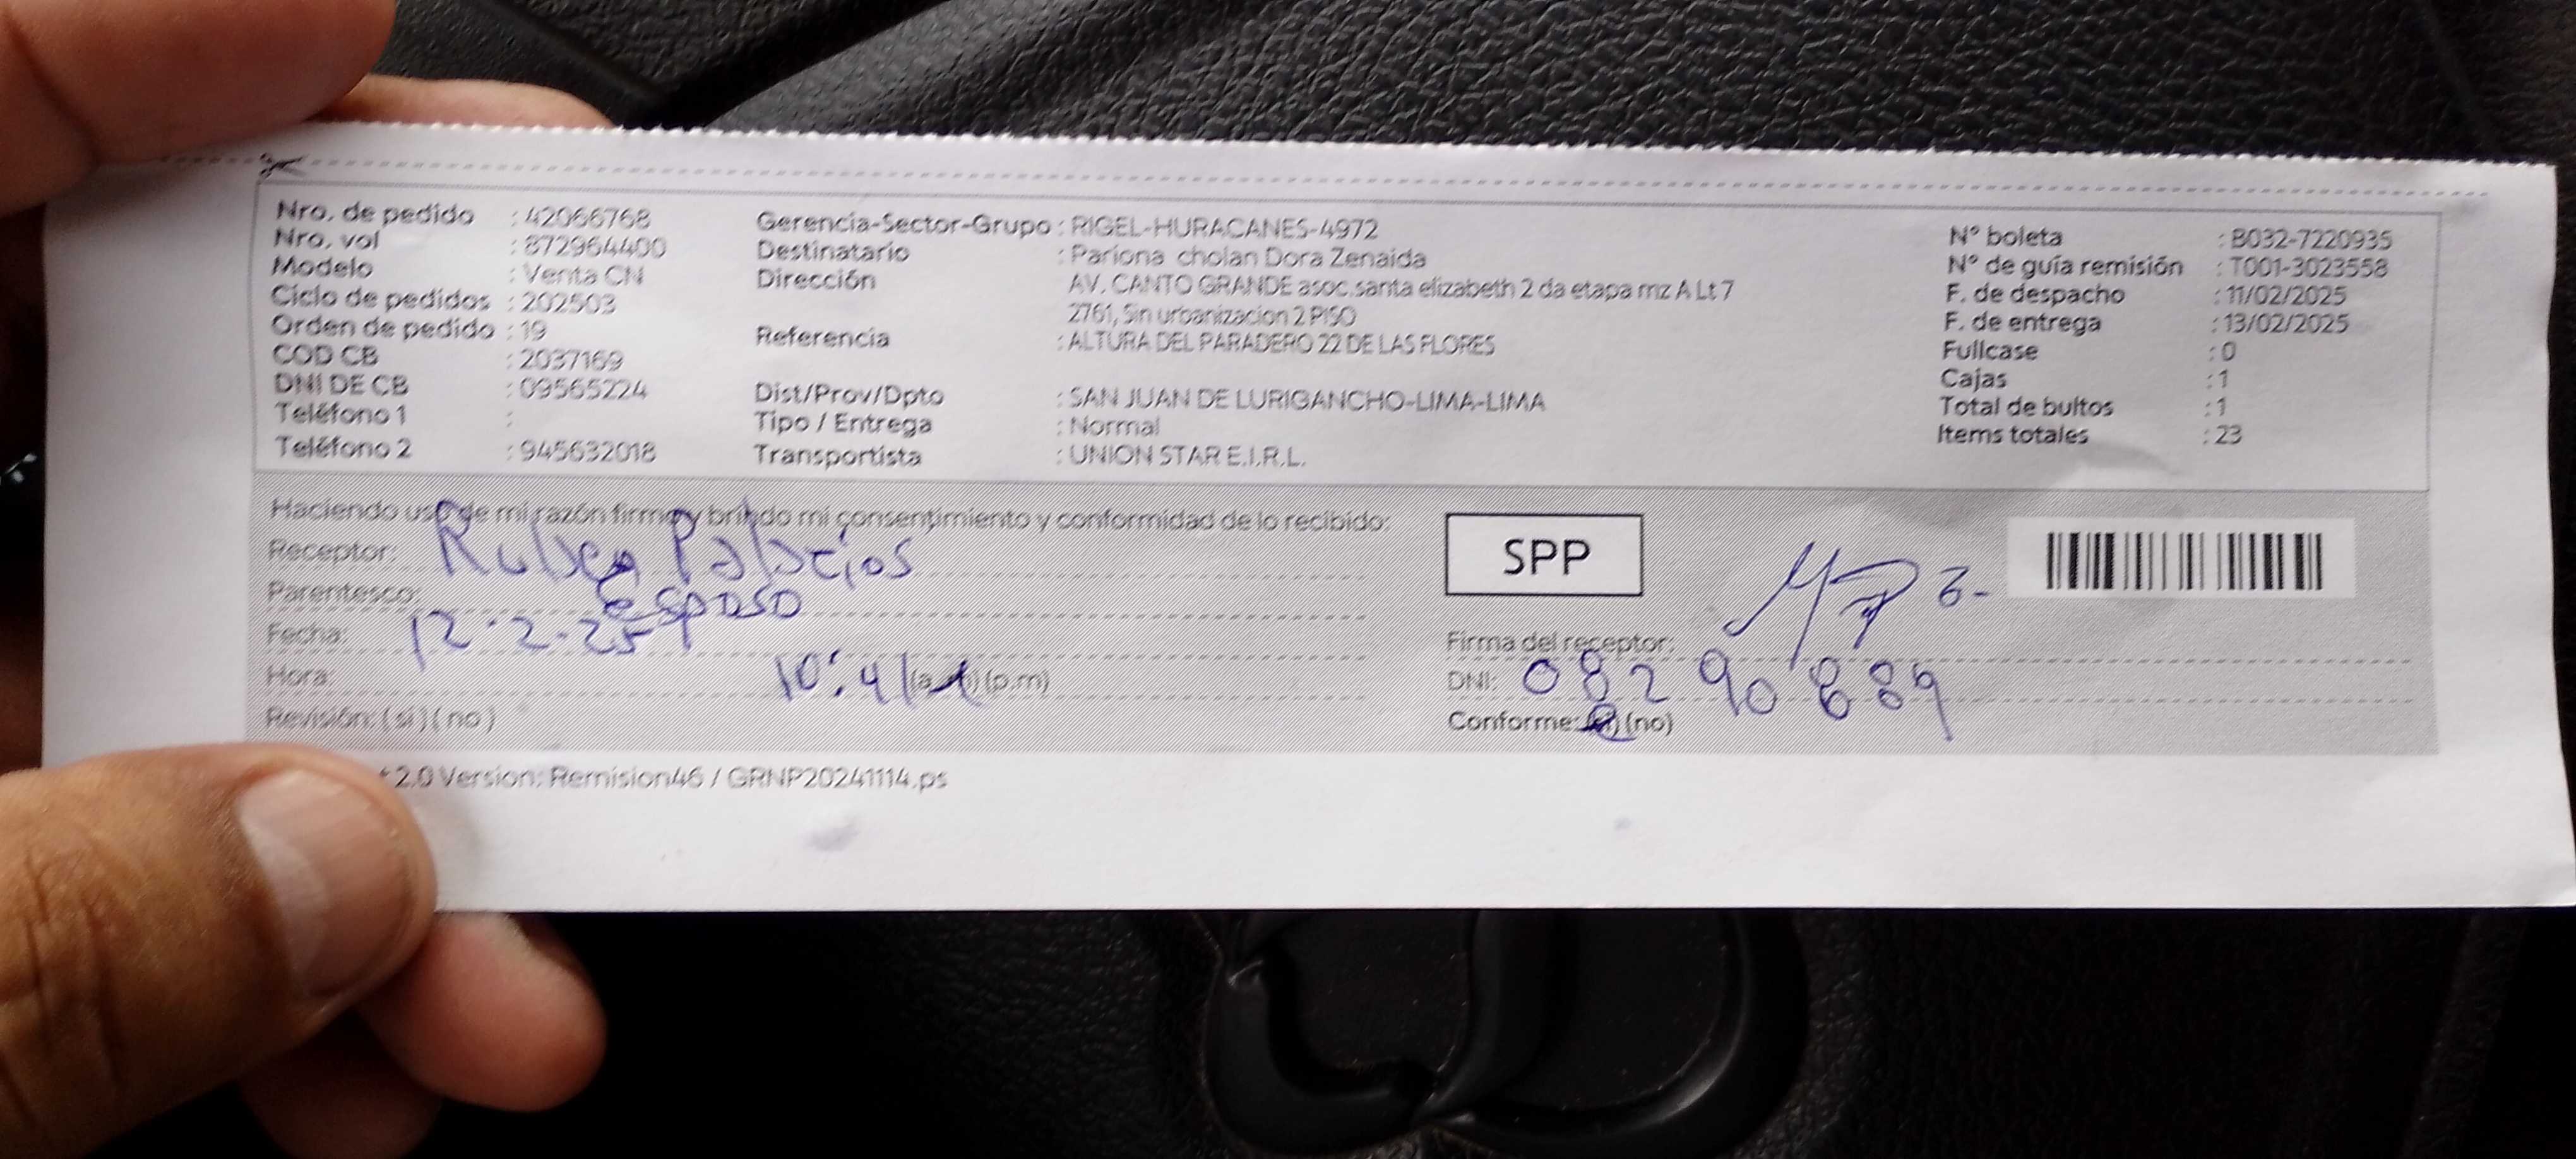 Nro. de pedido : 42066768
Nro. vol : 872964400
Modelo : Venta CN
Ciclo de pedidos : 202503
Orden de pedido : 19
COD CB : 2037169
DNI DE CB : 09565224
Teléfono 1 :
Teléfono 2 : 945632018
Gerencia-Sector-Grupo : RIGEL-HURACANES-4972
Destinatario : Pariona cholan Dora Zenaida
Dirección AV. CANTO GRANDE asoc.santa elizabeth 2 da etapa mz A Lt 7
2761, Sin urbanizacion 2 PISO
Referencia : ALTURA DEL PARADERO 22 DE LAS FLORES
Dist/Prov/Dpto : SAN JUAN DE LURIGANCHO-LIMA-LIMA
Tipo / Entrega : Normal
Transportista : UNION STAR E.I.R.L.
N° boleta : B032-7220935
N° de guía remisión : T001-3023558
F. de despacho : 11/02/2025
F. de entrega : 13/02/2025
Fullcase : 0
Cajas : 1
Total de bultos : 1
Items totales : 23
Haciendo uso de mi razón firmo y brindo mi consentimiento y conformidad de lo recibido:
Receptor: Ruben Palacios
Parentesco: esposo
Fecha: 12-2-25
Hora: 10:41 (a.m) (p.m)
Revisión: (si) (no)
SPP
Firma del receptor:
DNI: 08290889
Conforme: (si) (no)
2.0 Version: Remision46 / GRNP20241114.ps